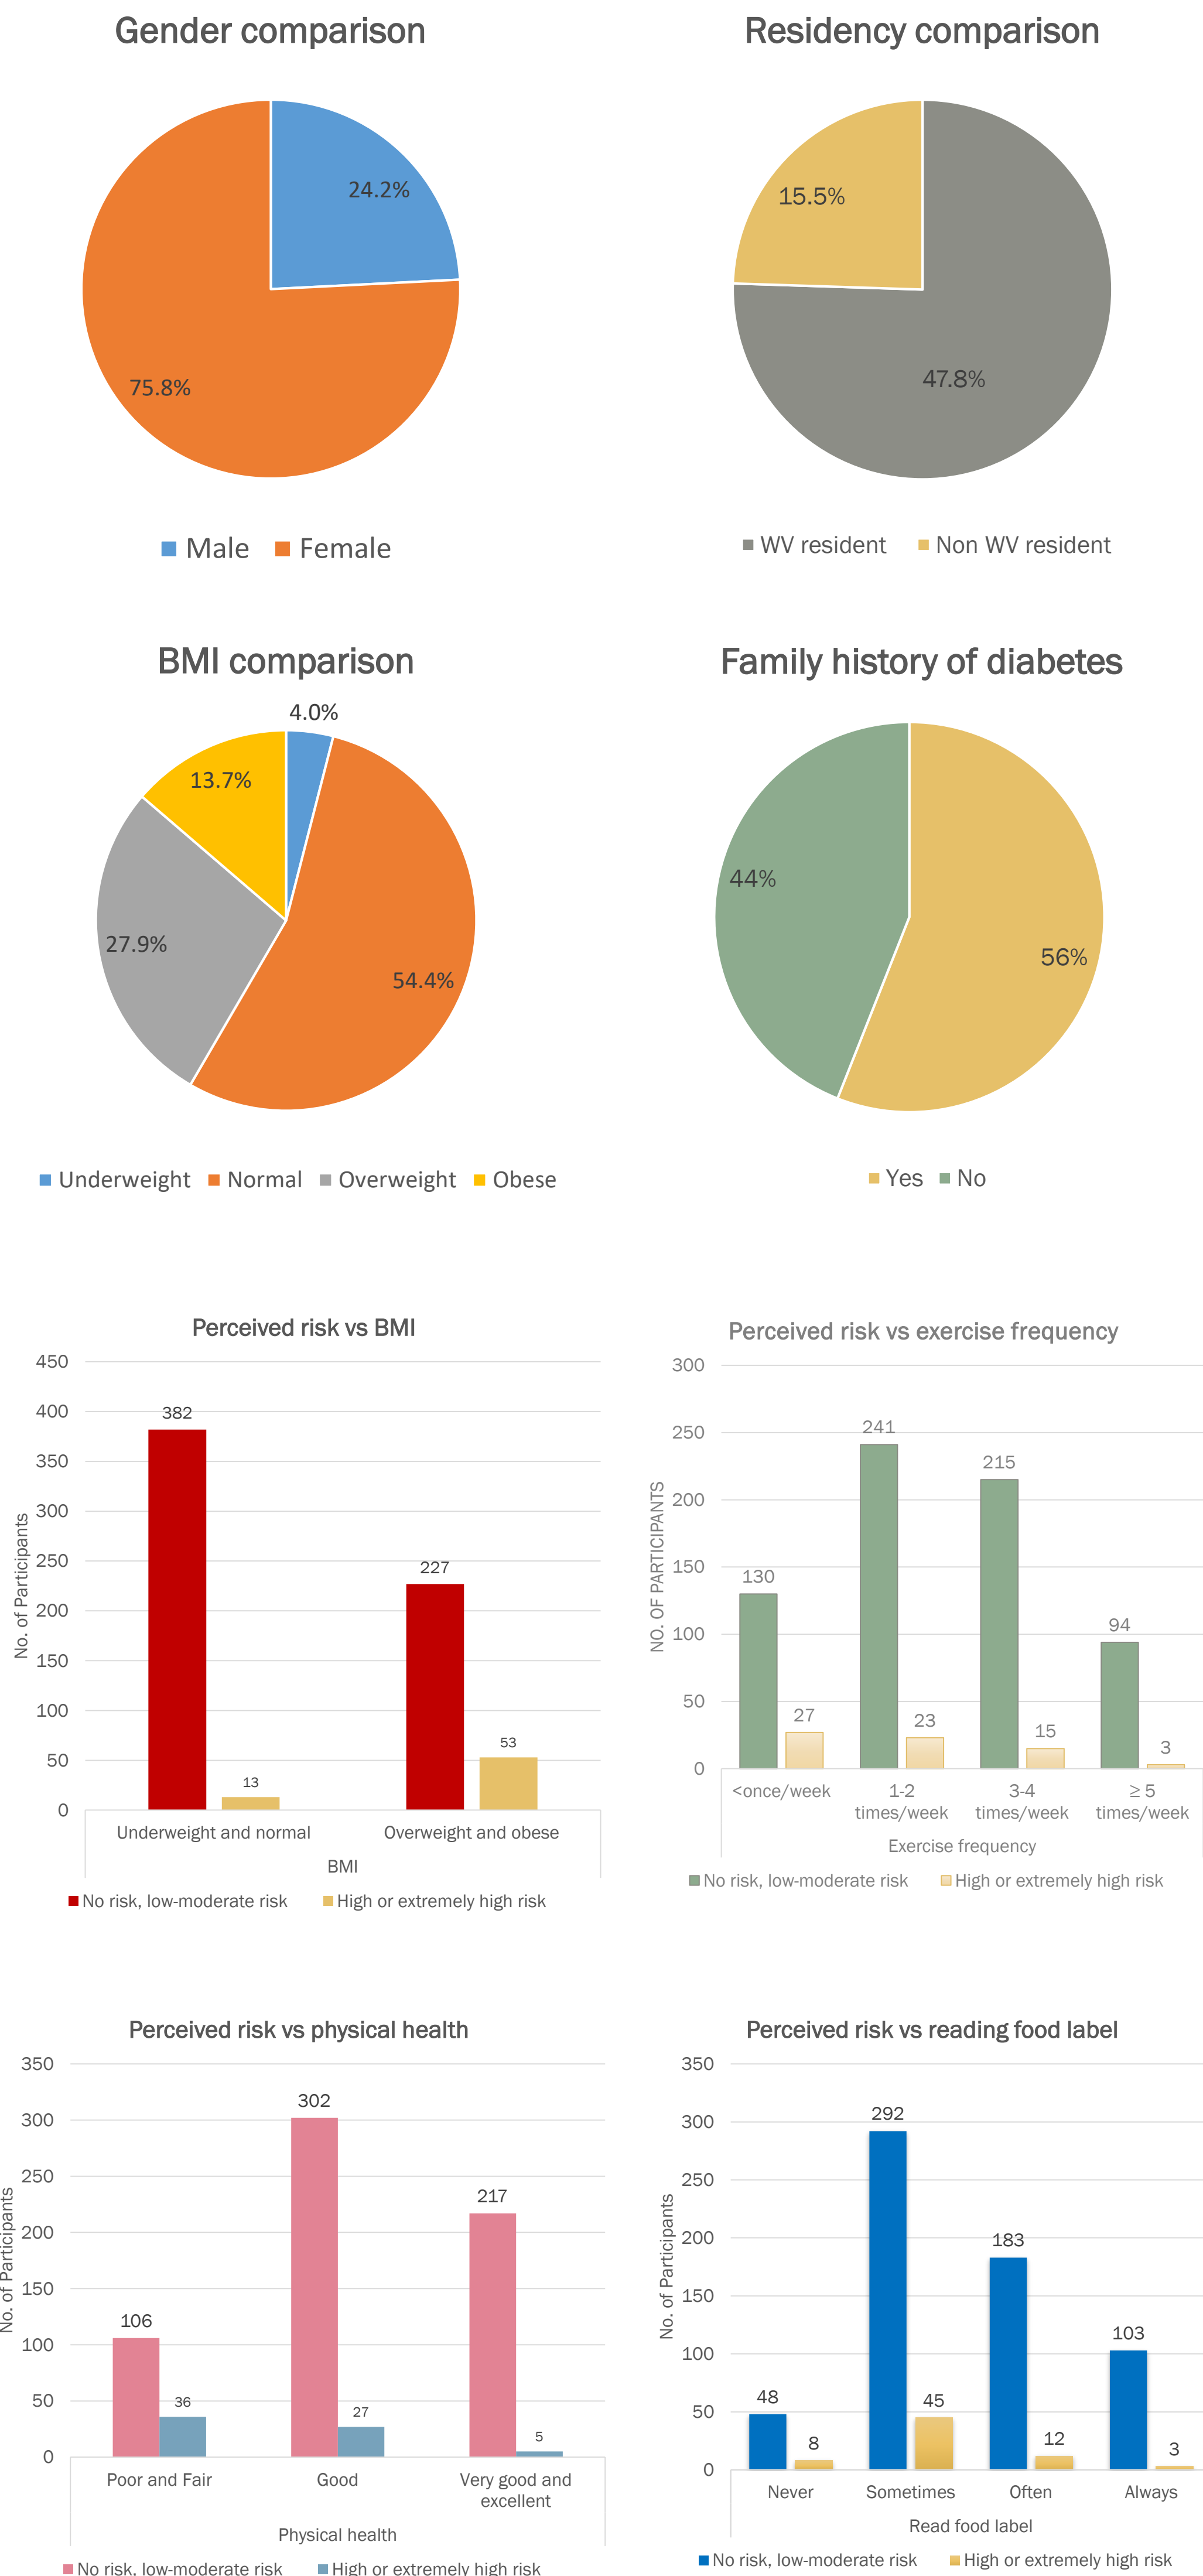 Gender comparison
24.2%
75.8%
Male Female
Residency comparison
15.5%
47.8%
WV resident Non WV resident
BMI comparison
4.0%
13.7%
27.9%
54.4%
Underweight Normal Overweight Obese
Family history of diabetes
44%
56%
Yes No
Perceived risk vs BMI
450
400
350
300
250
200
150
100
50
0
No. of Participants
382
227
13
53
Underweight and normal Overweight and obese
BMI
No risk, low-moderate risk High or extremely high risk
Perceived risk vs exercise frequency
300
250
200
150
100
50
0
NO. OF PARTICIPANTS
130
241
215
94
27
23
15
3
<once/week 1-2 times/week 3-4 times/week ≥ 5 times/week
Exercise frequency
No risk, low-moderate risk High or extremely high risk
Perceived risk vs physical health
350
300
250
200
150
100
50
0
No. of Participants
106
302
217
36
27
5
Poor and Fair Good Very good and excellent
Physical health
No risk, low-moderate risk High or extremely high risk
Perceived risk vs reading food label
350
300
250
200
150
100
50
0
No. of Participants
48
292
183
103
8
45
12
3
Never Sometimes Often Always
Read food label
No risk, low-moderate risk High or extremely high risk